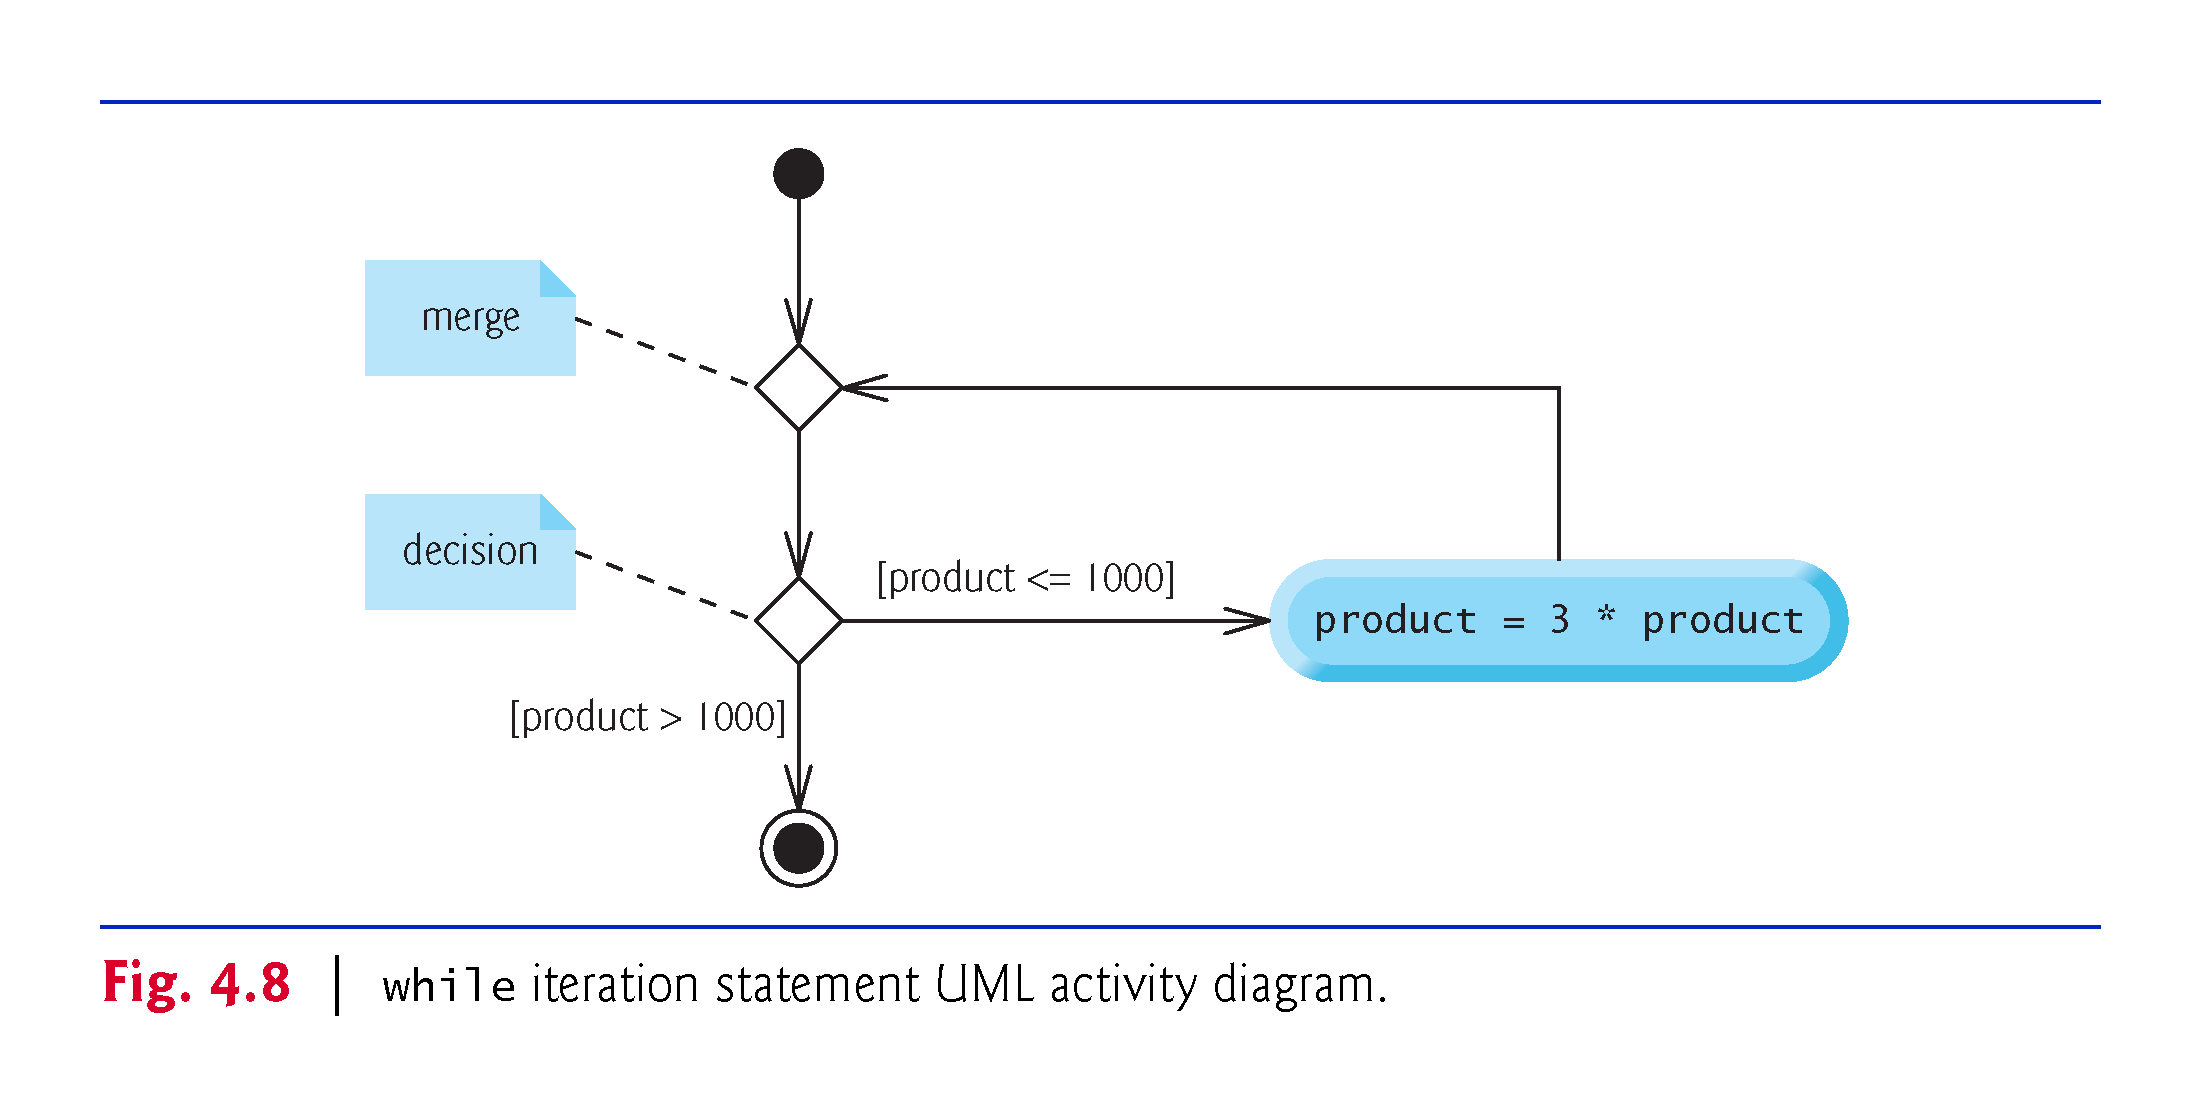 merge
decision
[product <= 1000]
product = 3 * product
[product > 1000]
Fig. 4.8 | while iteration statement UML activity diagram.